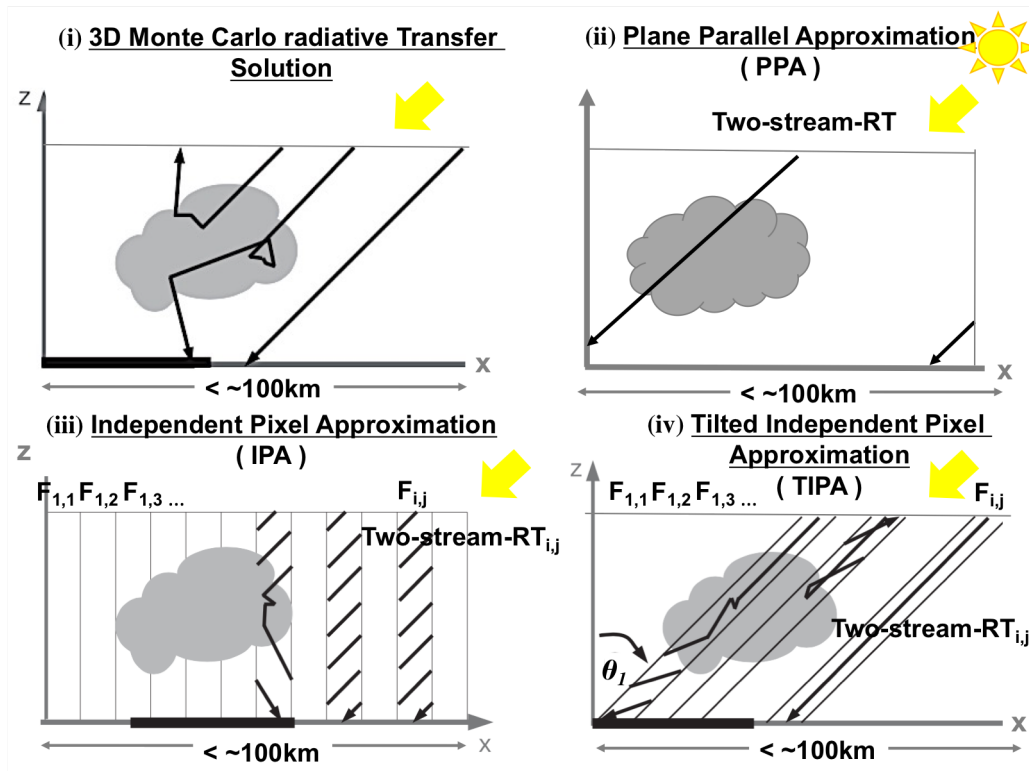 (i) 3D Monte Carlo radiative Transfer
Solution
z
x
< ~100km
(ii) Plane Parallel Approximation
( PPA )
Two-stream-RT
x
< ~100km
(iii) Independent Pixel Approximation
( IPA )
z
F1,1 F1,2 F1,3 ...
Fi,j
Two-stream-RTi,j
x
< ~100km
(iv) Tilted Independent Pixel
Approximation
( TIPA )
z
F1,1 F1,2 F1,3 ...
Fi,j
Two-stream-RTi,j
θ1
x
< ~100km